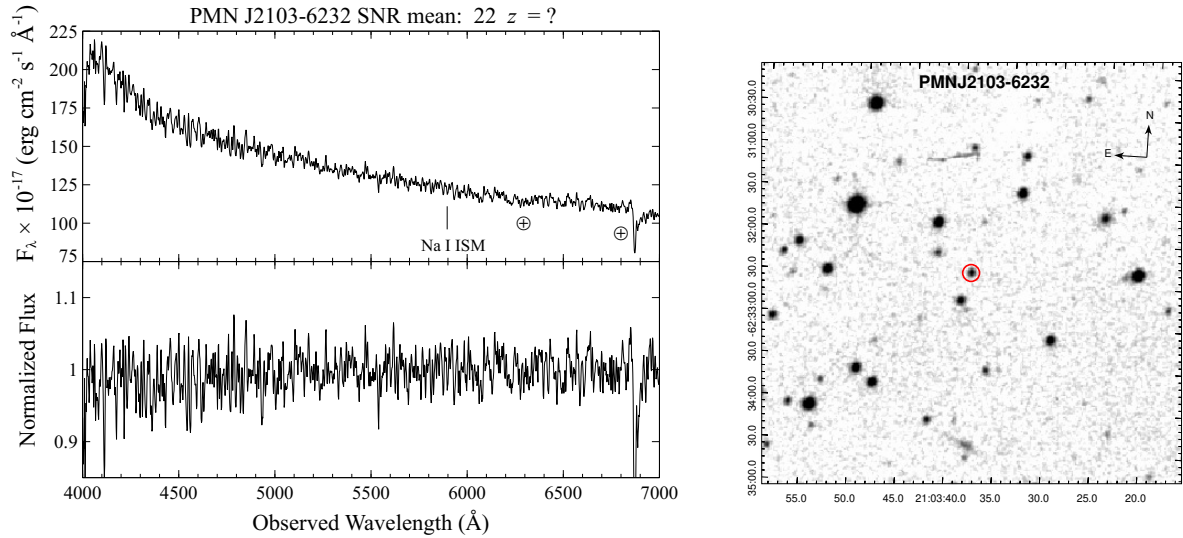 PMN J2103-6232 SNR mean: 22 z = ?
F_λ × 10^-17 (erg cm^-2 s^-1 Å^-1)
225
200
175
150
125
100
75
Na I ISM
⊕
⊕
Normalized Flux
1.1
1
0.9
4000 4500 5000 5500 6000 6500 7000
Observed Wavelength (Å)
PMNJ2103-6232
N
E
30:30.0
31:00.0
30.0
32:00.0
30.0
-62:33:00.0
30.0
34:00.0
30.0
35:00.0
55.0 50.0 45.0 21:03:40.0 35.0 30.0 25.0 20.0